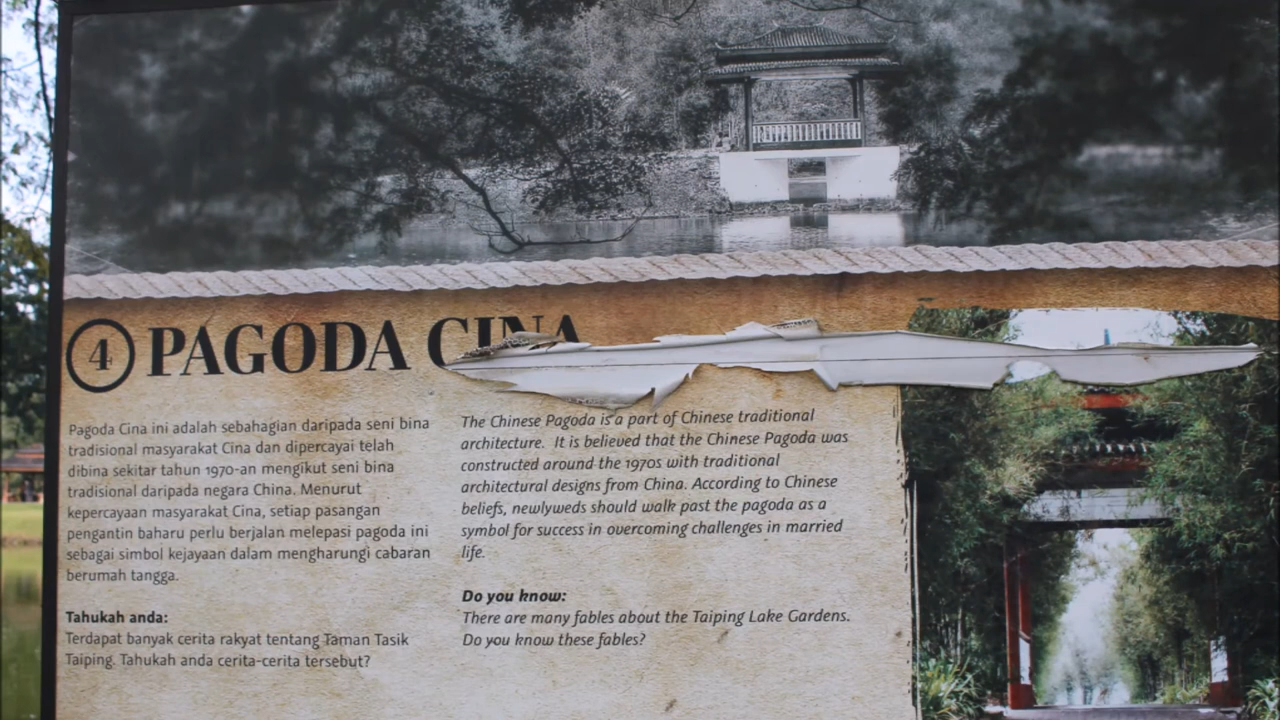 4 PAGODA CINA
Pagoda Cina ini adalah sebahagian daripada seni bina
tradisional masyarakat Cina dan dipercayai telah
dibina sekitar tahun 1970-an mengikut seni bina
tradisional daripada negara China. Menurut
kepercayaan masyarakat Cina, setiap pasangan
pengantin baharu perlu berjalan melepasi pagoda ini
sebagai simbol kejayaan dalam mengharungi cabaran
berumah tangga.
Tahukah anda:
Terdapat banyak cerita rakyat tentang Taman Tasik
Taiping. Tahukah anda cerita-cerita tersebut?
The Chinese Pagoda is a part of Chinese traditional
architecture. It is believed that the Chinese Pagoda was
constructed around the 1970s with traditional
architectural designs from China. According to Chinese
beliefs, newlyweds should walk past the pagoda as a
symbol for success in overcoming challenges in married
life.
Do you know:
There are many fables about the Taiping Lake Gardens.
Do you know these fables?